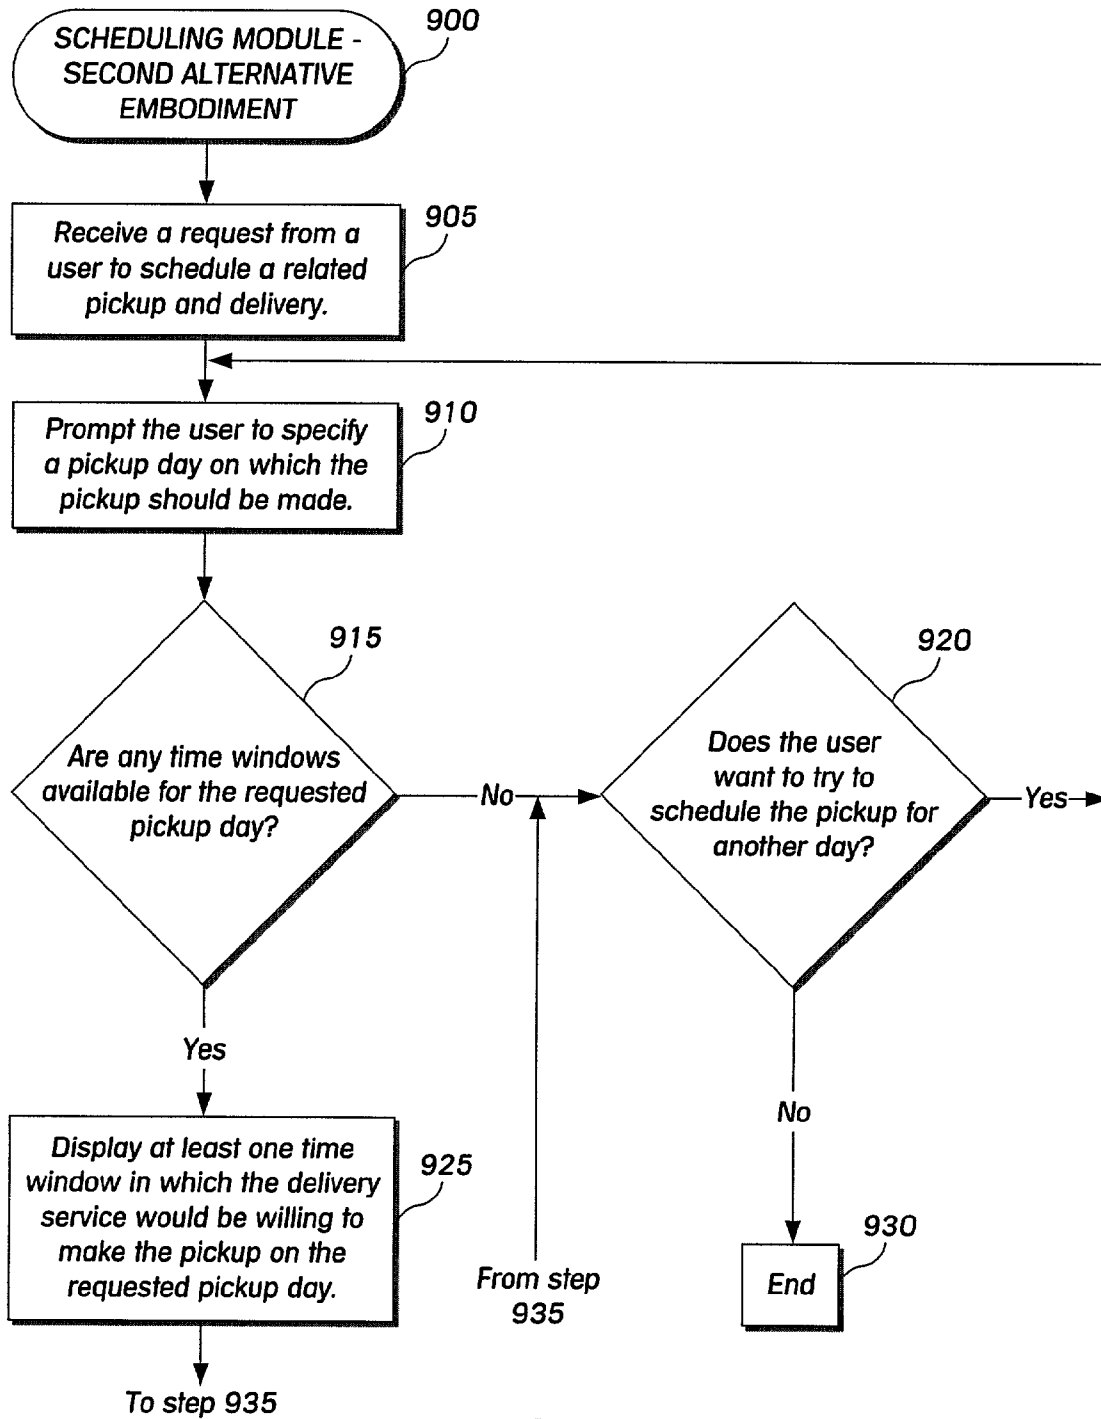 SCHEDULING MODULE -
SECOND ALTERNATIVE
EMBODIMENT
900
Receive a request from a
user to schedule a related
pickup and delivery.
905
Prompt the user to specify
a pickup day on which the
pickup should be made.
910
Are any time windows
available for the requested
pickup day?
915
No
Does the user
want to try to
schedule the pickup for
another day?
920
Yes
Yes
No
Display at least one time
window in which the delivery
service would be willing to
make the pickup on the
requested pickup day.
925
From step
935
End
930
To step 935